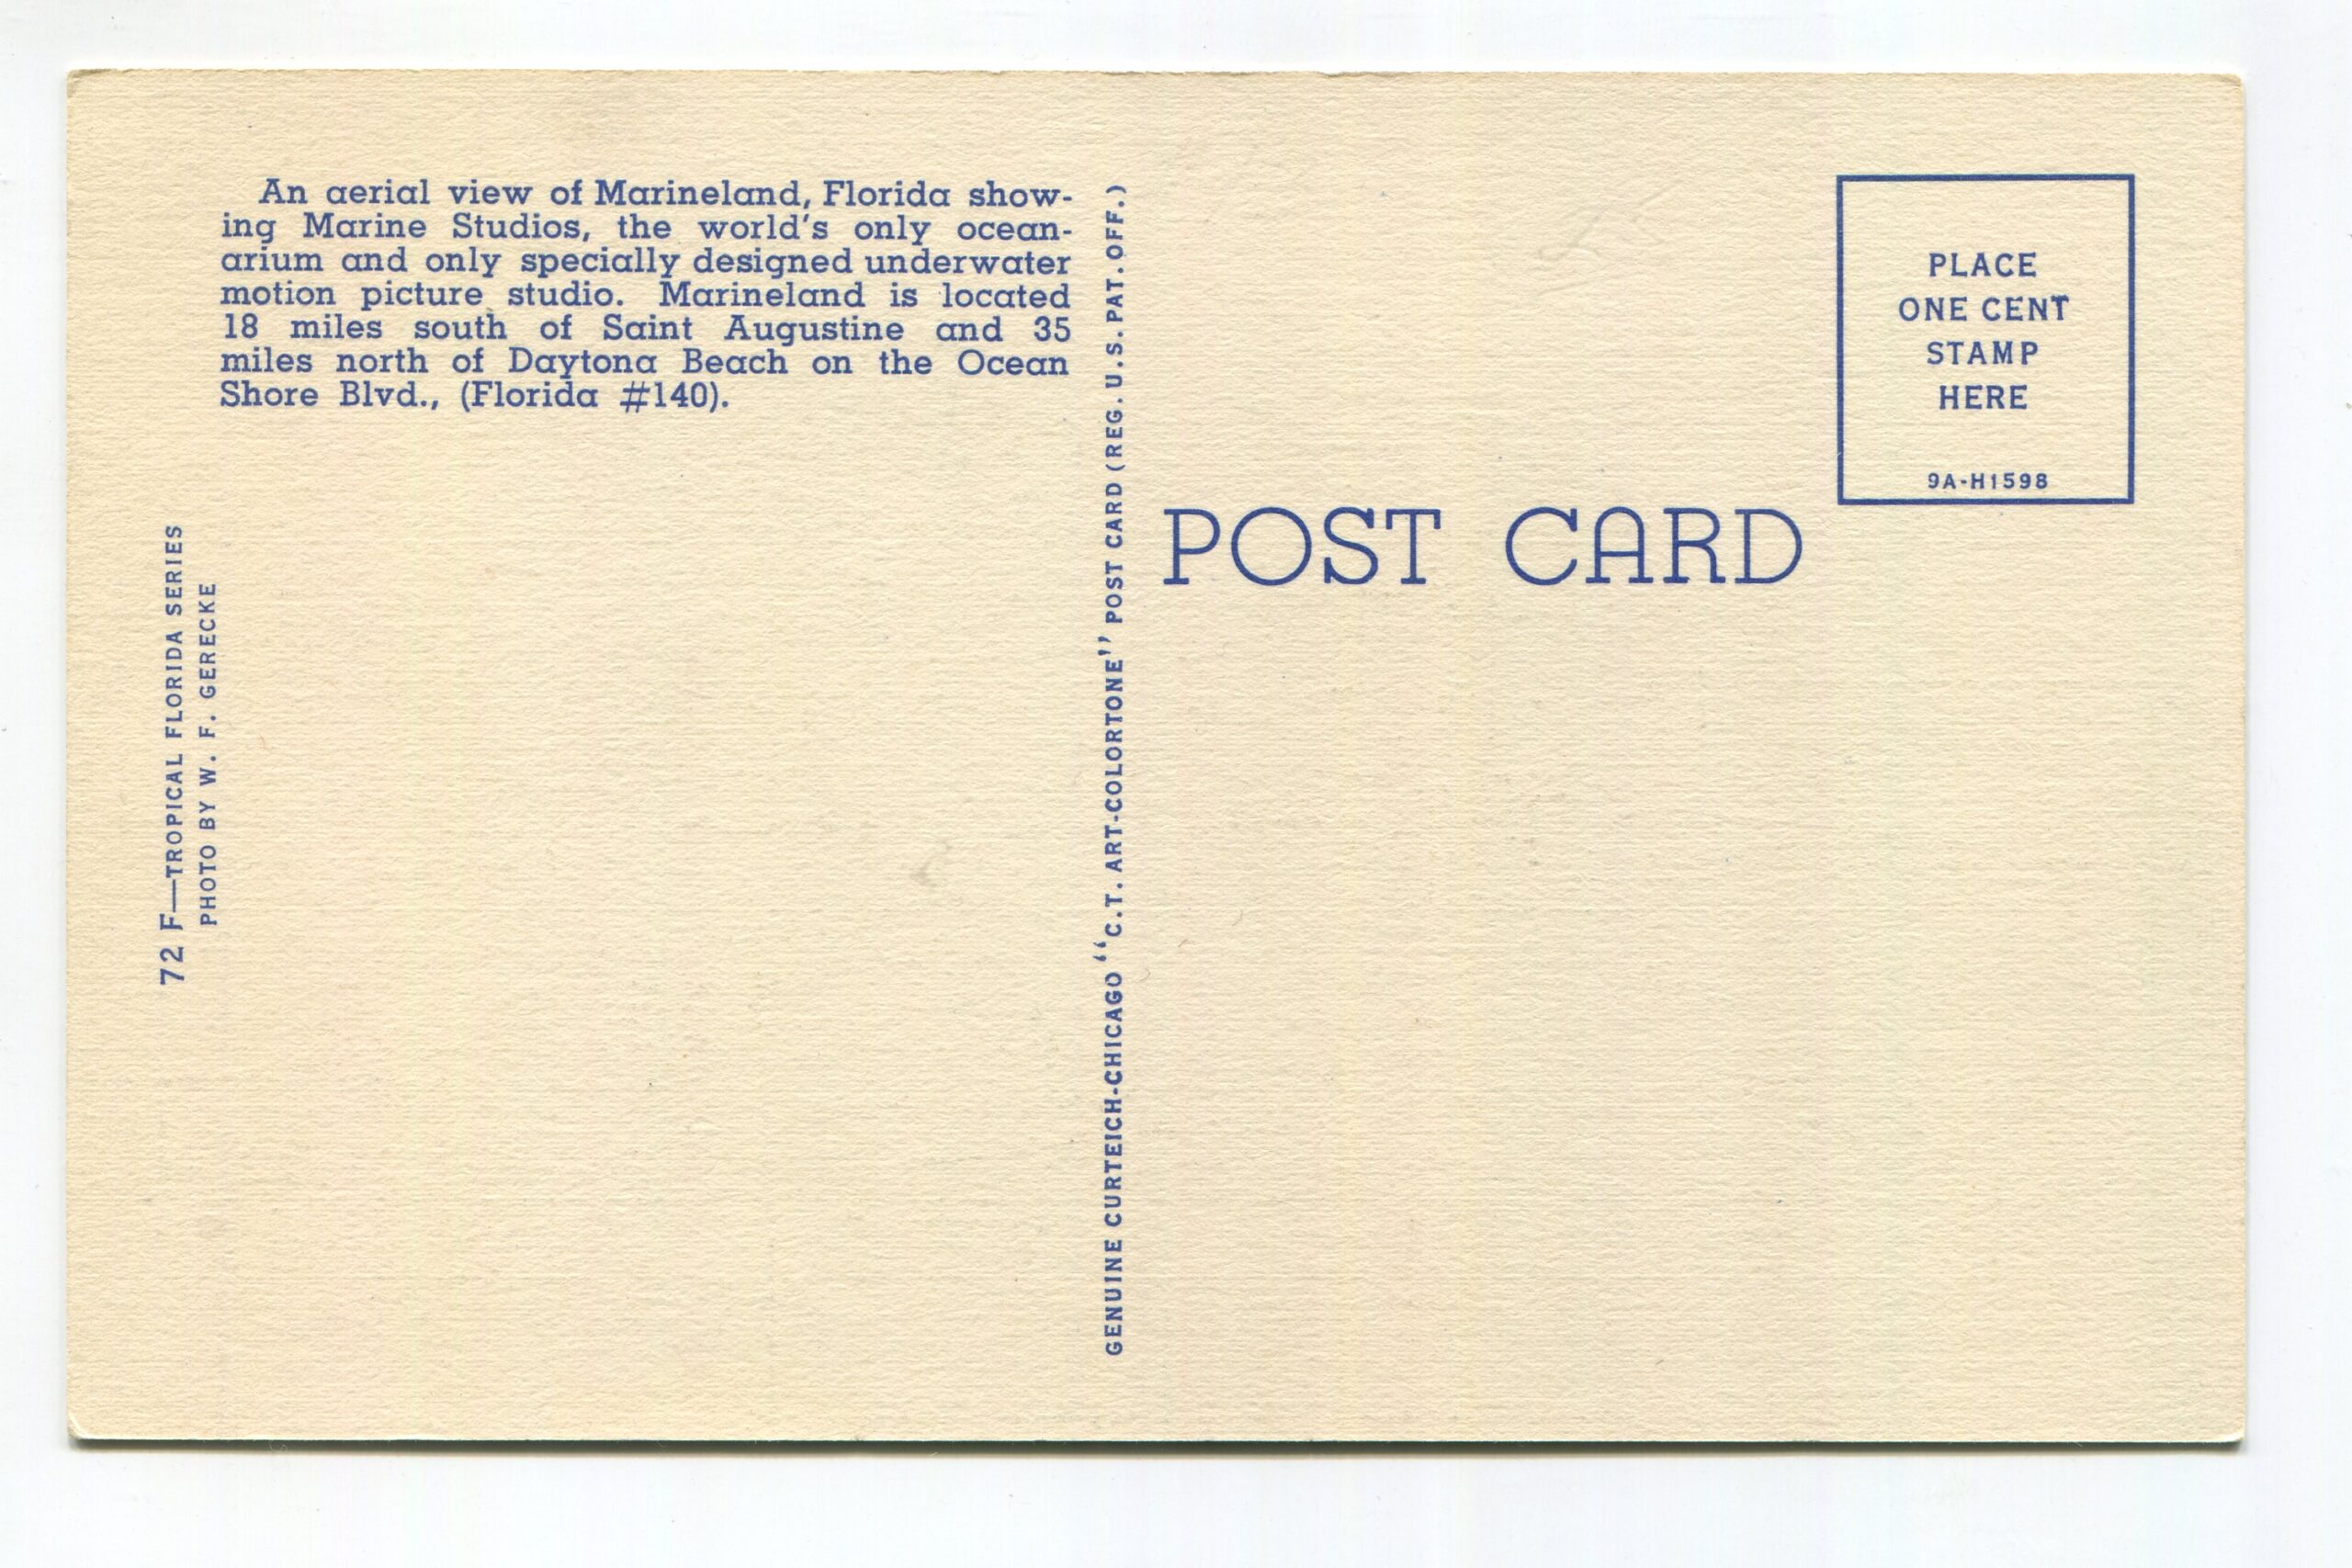 An aerial view of Marineland, Florida show-
ing Marine Studios, the world's only ocean-
arium and only specially designed underwater
motion picture studio. Marineland is located
18 miles south of Saint Augustine and 35
miles north of Daytona Beach on the Ocean
Shore Blvd., (Florida #140).
72 F—TROPICAL FLORIDA SERIES
PHOTO BY W. F. GERECKE
GENUINE CURTEICH-CHICAGO "C.T. ART-COLORTONE" POST CARD (REG. U.S. PAT. OFF.)
POST CARD
PLACE
ONE CENT
STAMP
HERE
9A-H1598